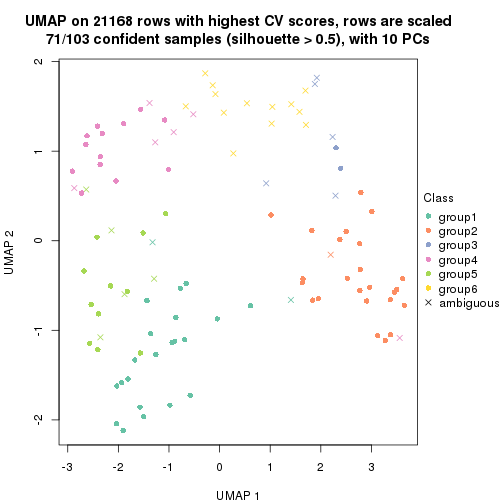 UMAP on 21168 rows with highest CV scores, rows are scaled
71/103 confident samples (silhouette > 0.5), with 10 PCs
2
1
0
-1
-2
UMAP 2
-3
-2
-1
0
1
2
3
UMAP 1
Class
group1
group2
group3
group4
group5
group6
ambiguous